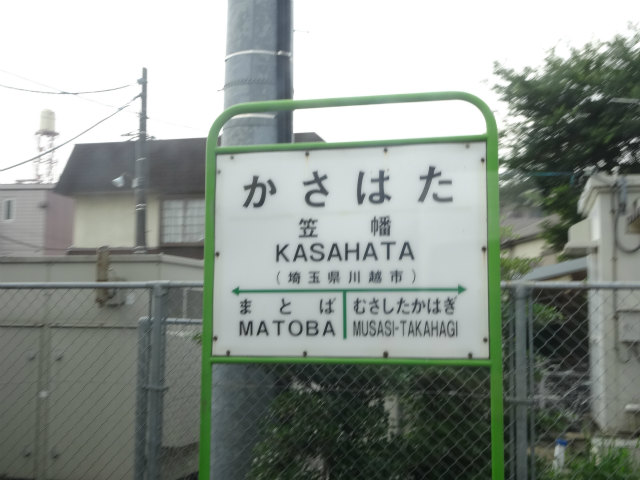 かさはた
笠幡
KASAHATA
(埼玉県川越市)
まとば むさしたかはぎ
MATOBA MUSASI-TAKAHAGI